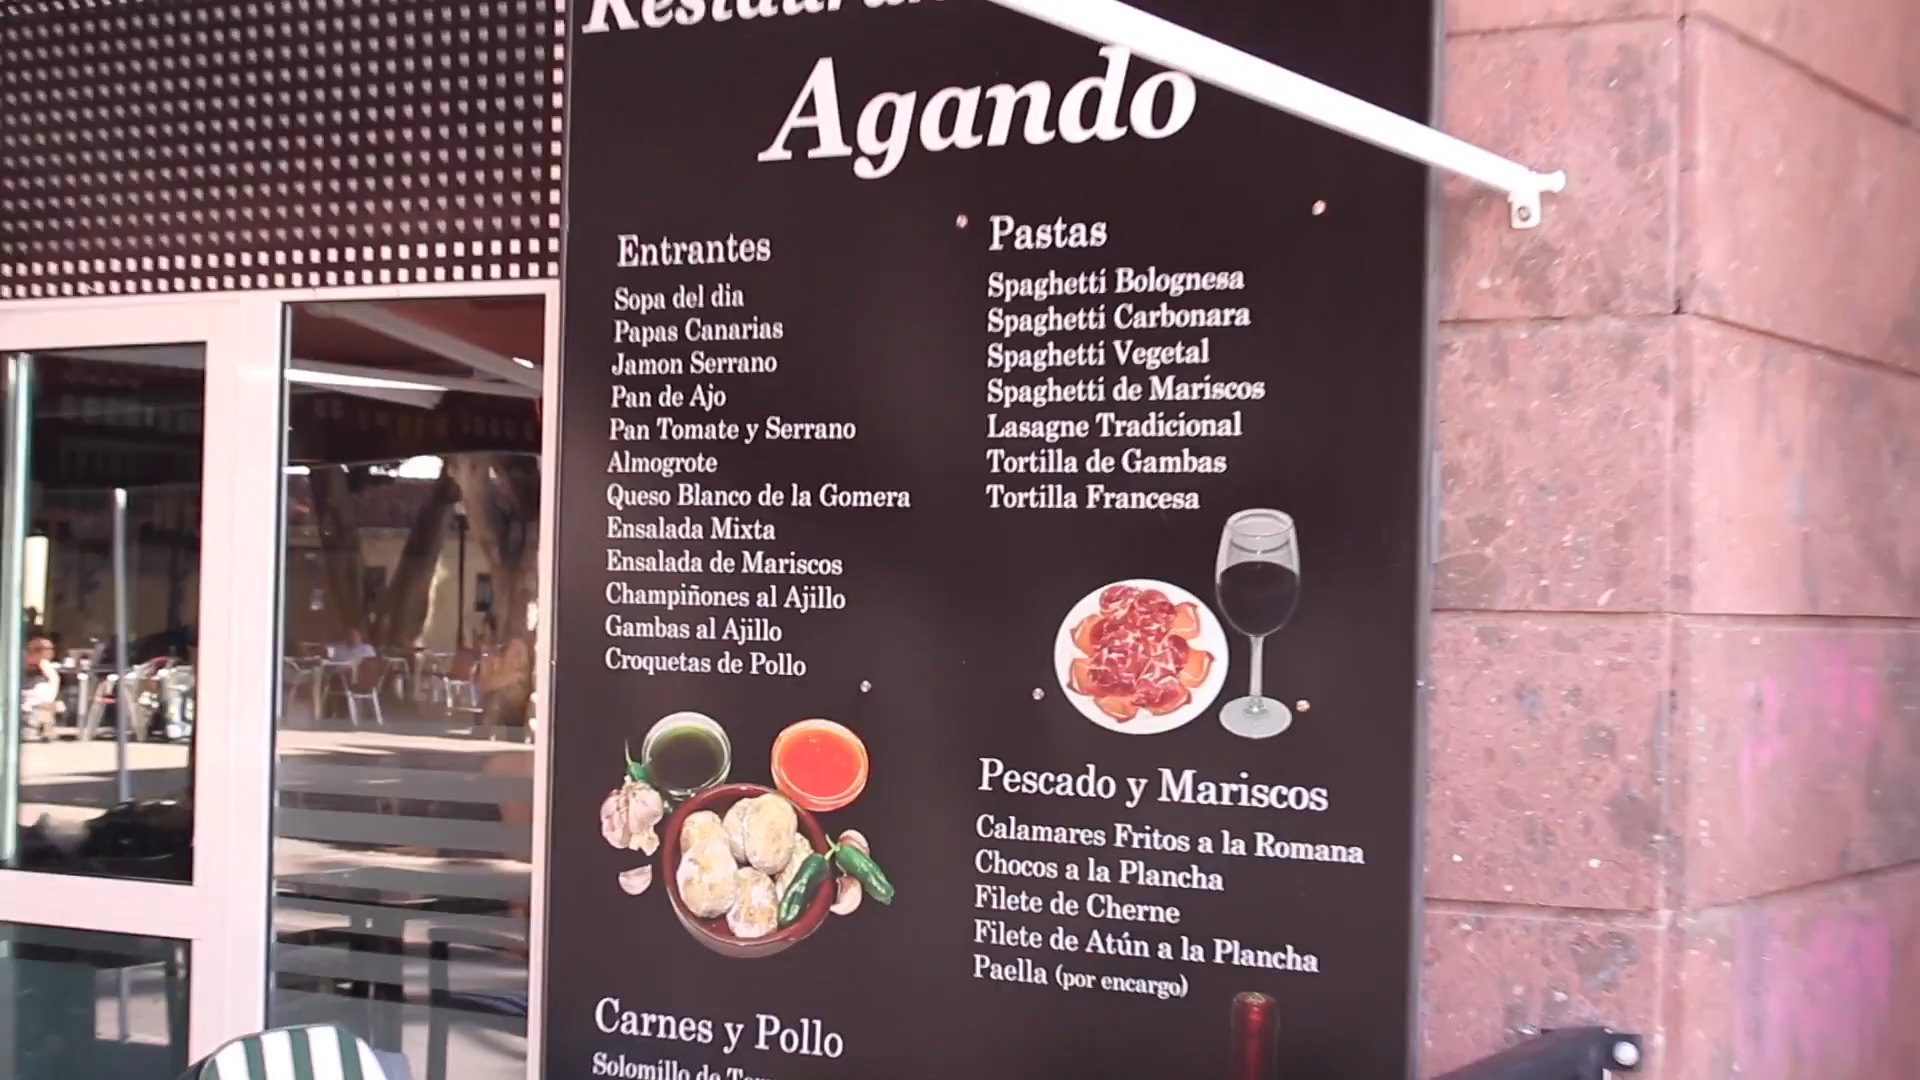 Agando
Entrantes
Sopa del dia
Papas Canarias
Jamon Serrano
Pan de Ajo
Pan Tomate y Serrano
Almogrote
Queso Blanco de la Gomera
Ensalada Mixta
Ensalada de Mariscos
Champiñones al Ajillo
Gambas al Ajillo
Croquetas de Pollo
Pastas
Spaghetti Bolognesa
Spaghetti Carbonara
Spaghetti Vegetal
Spaghetti de Mariscos
Lasagne Tradicional
Tortilla de Gambas
Tortilla Francesa
Pescado y Mariscos
Calamares Fritos a la Romana
Chocos a la Plancha
Filete de Cherne
Filete de Atún a la Plancha
Paella (por encargo)
Carnes y Pollo
Solomillo de